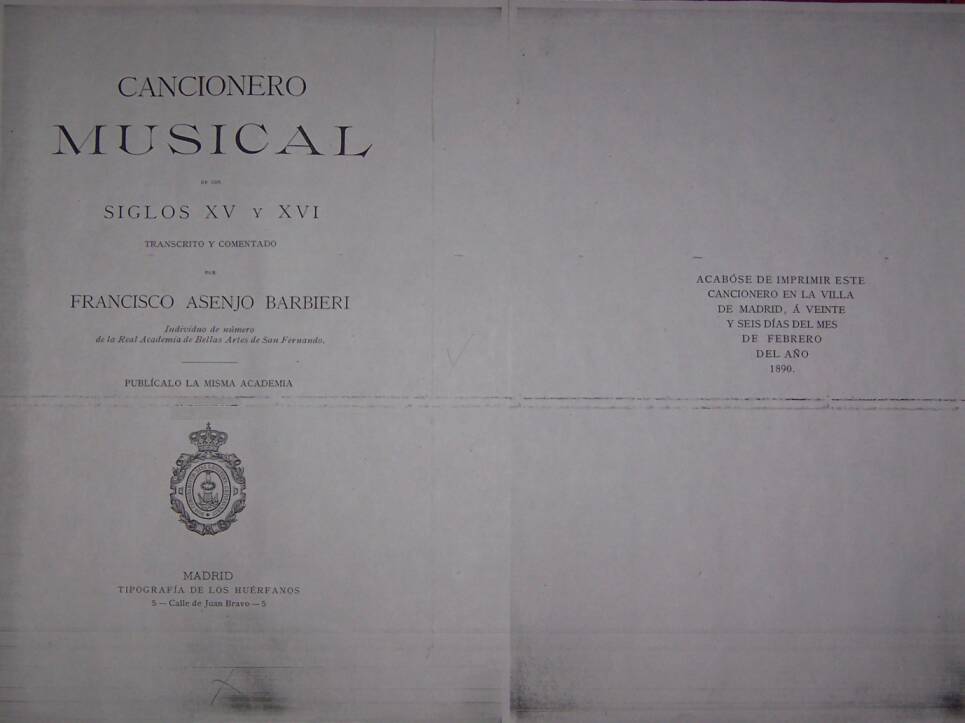 CANCIONERO
MUSICAL
DE LOS
SIGLOS XV Y XVI
TRANSCRITO Y COMENTADO
POR
FRANCISCO ASENJO BARBIERI
Individuo de número
de la Real Academia de Bellas Artes de San Fernando.
PUBLÍCALO LA MISMA ACADEMIA
MADRID
TIPOGRAFÍA DE LOS HUÉRFANOS
5 — Calle de Juan Bravo — 5
ACABÓSE DE IMPRIMIR ESTE
CANCIONERO EN LA VILLA
DE MADRID, Á VEINTE
Y SEIS DÍAS DEL MES
DE FEBRERO
DEL AÑO
1890.